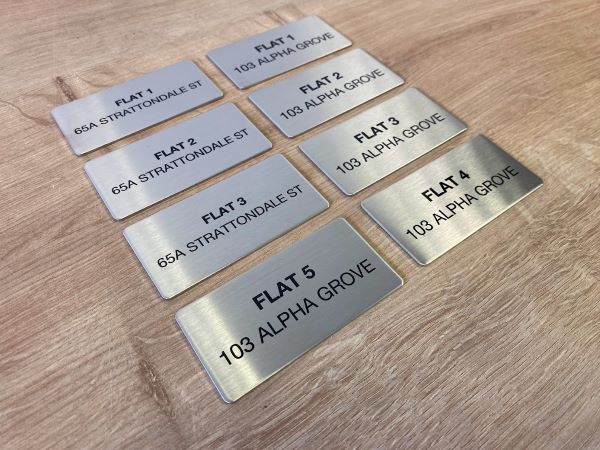 FLAT 1
65A STRATTONDALE ST
FLAT 2
65A STRATTONDALE ST
FLAT 3
65A STRATTONDALE ST
FLAT 5
103 ALPHA GROVE
FLAT 1
103 ALPHA GROVE
FLAT 2
103 ALPHA GROVE
FLAT 3
103 ALPHA GROVE
FLAT 4
103 ALPHA GROVE